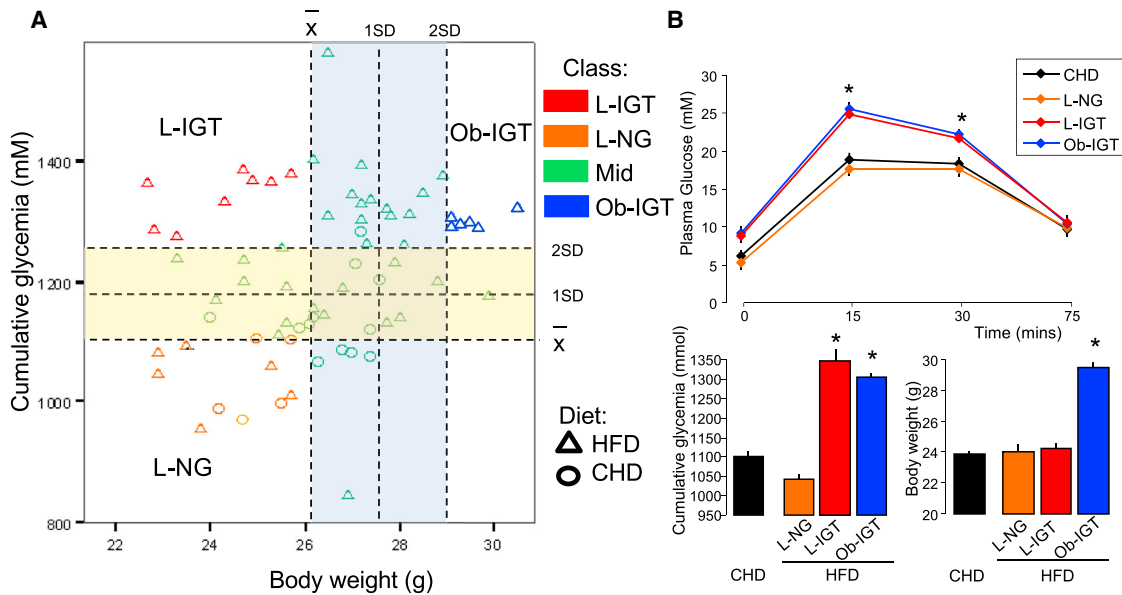 A
x
1SD
2SD
Cumulative glycemia (mM)
1400
1200
1000
800
L-IGT
Ob-IGT
L-NG
2SD
1SD
x
22
24
26
28
30
Body weight (g)
Class:
L-IGT
L-NG
Mid
Ob-IGT
Diet:
HFD
CHD
B
Plasma Glucose (mM)
35
30
25
20
15
10
5
0
*
*
CHD
L-NG
L-IGT
Ob-IGT
0
15
30
75
Time (mins)
Cumulative glycemia (mmol)
1350
1300
1250
1200
1150
1100
1050
1000
950
*
*
L-NG
L-IGT
Ob-IGT
CHD
HFD
Body weight (g)
30
28
26
24
22
20
*
L-NG
L-IGT
Ob-IGT
CHD
HFD